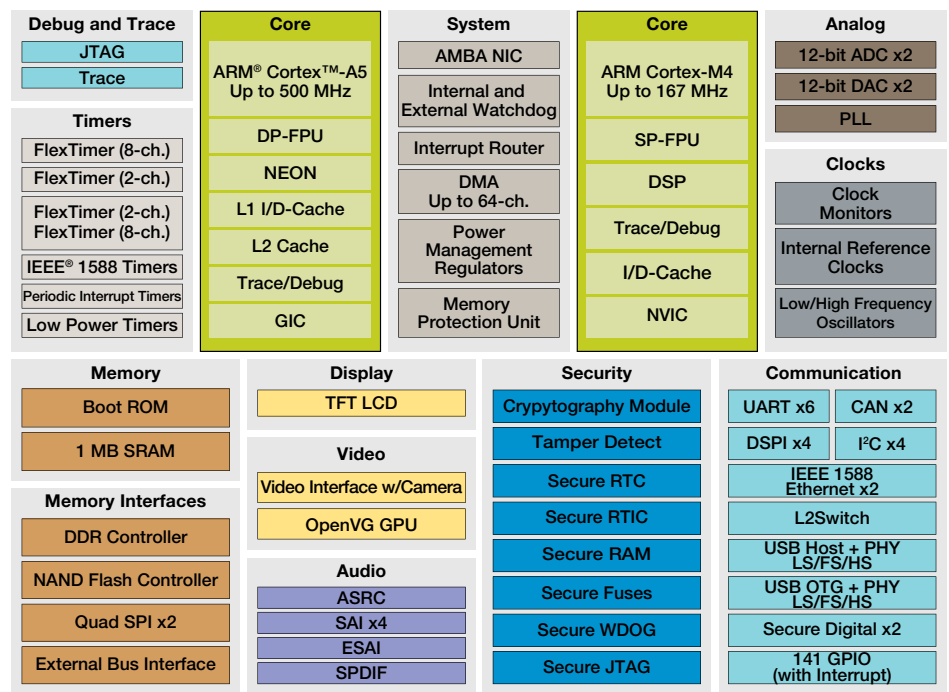 Debug and Trace
JTAG
Trace
Timers
FlexTimer (8-ch.)
FlexTimer (2-ch.)
FlexTimer (2-ch.)
FlexTimer (8-ch.)
IEEE® 1588 Timers
Periodic Interrupt Timers
Low Power Timers
Core
ARM® Cortex™-A5
Up to 500 MHz
DP-FPU
NEON
L1 I/D-Cache
L2 Cache
Trace/Debug
GIC
System
AMBA NIC
Internal and
External Watchdog
Interrupt Router
DMA
Up to 64-ch.
Power
Management
Regulators
Memory
Protection Unit
Core
ARM Cortex-M4
Up to 167 MHz
SP-FPU
DSP
Trace/Debug
I/D-Cache
NVIC
Analog
12-bit ADC x2
12-bit DAC x2
PLL
Clocks
Clock
Monitors
Internal Reference
Clocks
Low/High Frequency
Oscillators
Memory
Boot ROM
1 MB SRAM
Memory Interfaces
DDR Controller
NAND Flash Controller
Quad SPI x2
External Bus Interface
Display
TFT LCD
Video
Video Interface w/Camera
OpenVG GPU
Audio
ASRC
SAI x4
ESAI
SPDIF
Security
Crypytography Module
Tamper Detect
Secure RTC
Secure RTIC
Secure RAM
Secure Fuses
Secure WDOG
Secure JTAG
Communication
UART x6
CAN x2
DSPI x4
I²C x4
IEEE 1588
Ethernet x2
L2Switch
USB Host + PHY
LS/FS/HS
USB OTG + PHY
LS/FS/HS
Secure Digital x2
141 GPIO
(with Interrupt)